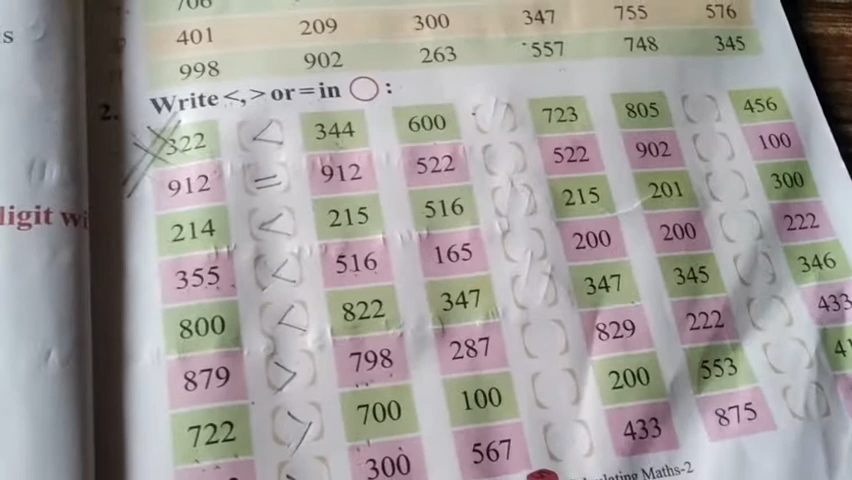 401 209 300 347 755 576
998 902 263 557 748 345
2. Write <, > or = in ○ :
322 < 344 600 723 805 456
912 = 912 522 522 902 100
214 < 215 516 215 201 300
355 < 516 165 200 200 222
800 < 822 347 347 345 346
879 > 798 287 829 222 433
722 > 700 100 200 553
300 567 433 875
Maths-2